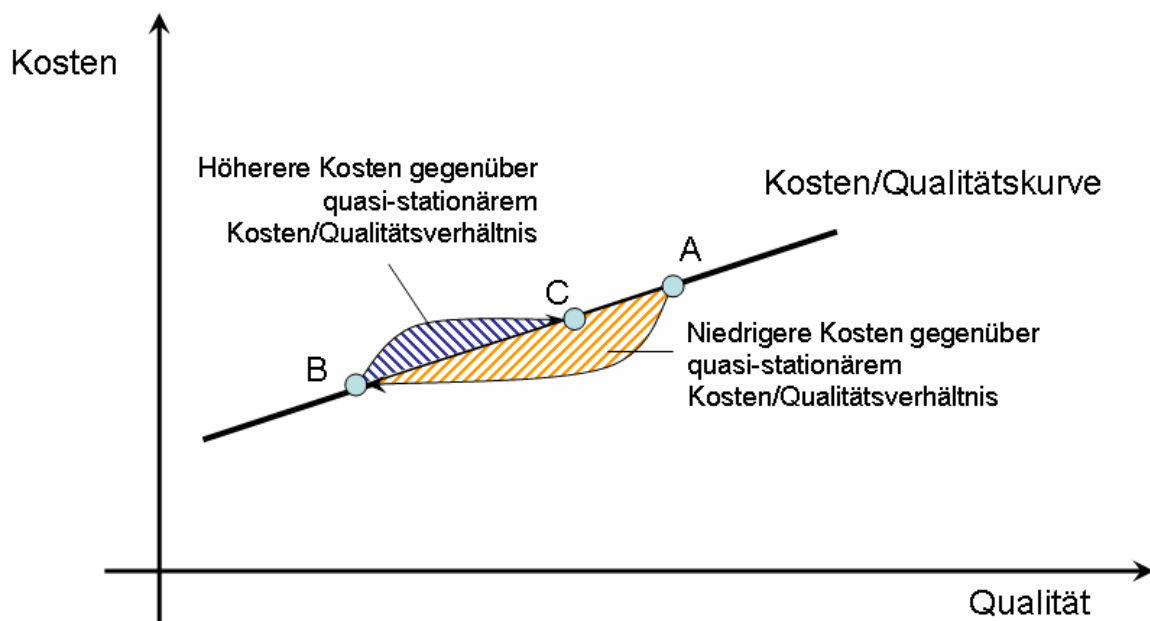 Kosten
Höherere Kosten gegenüber
quasi-stationärem
Kosten/Qualitätsverhältnis
Kosten/Qualitätskurve
A
C
Niedrigere Kosten gegenüber
quasi-stationärem
Kosten/Qualitätsverhältnis
B
Qualität